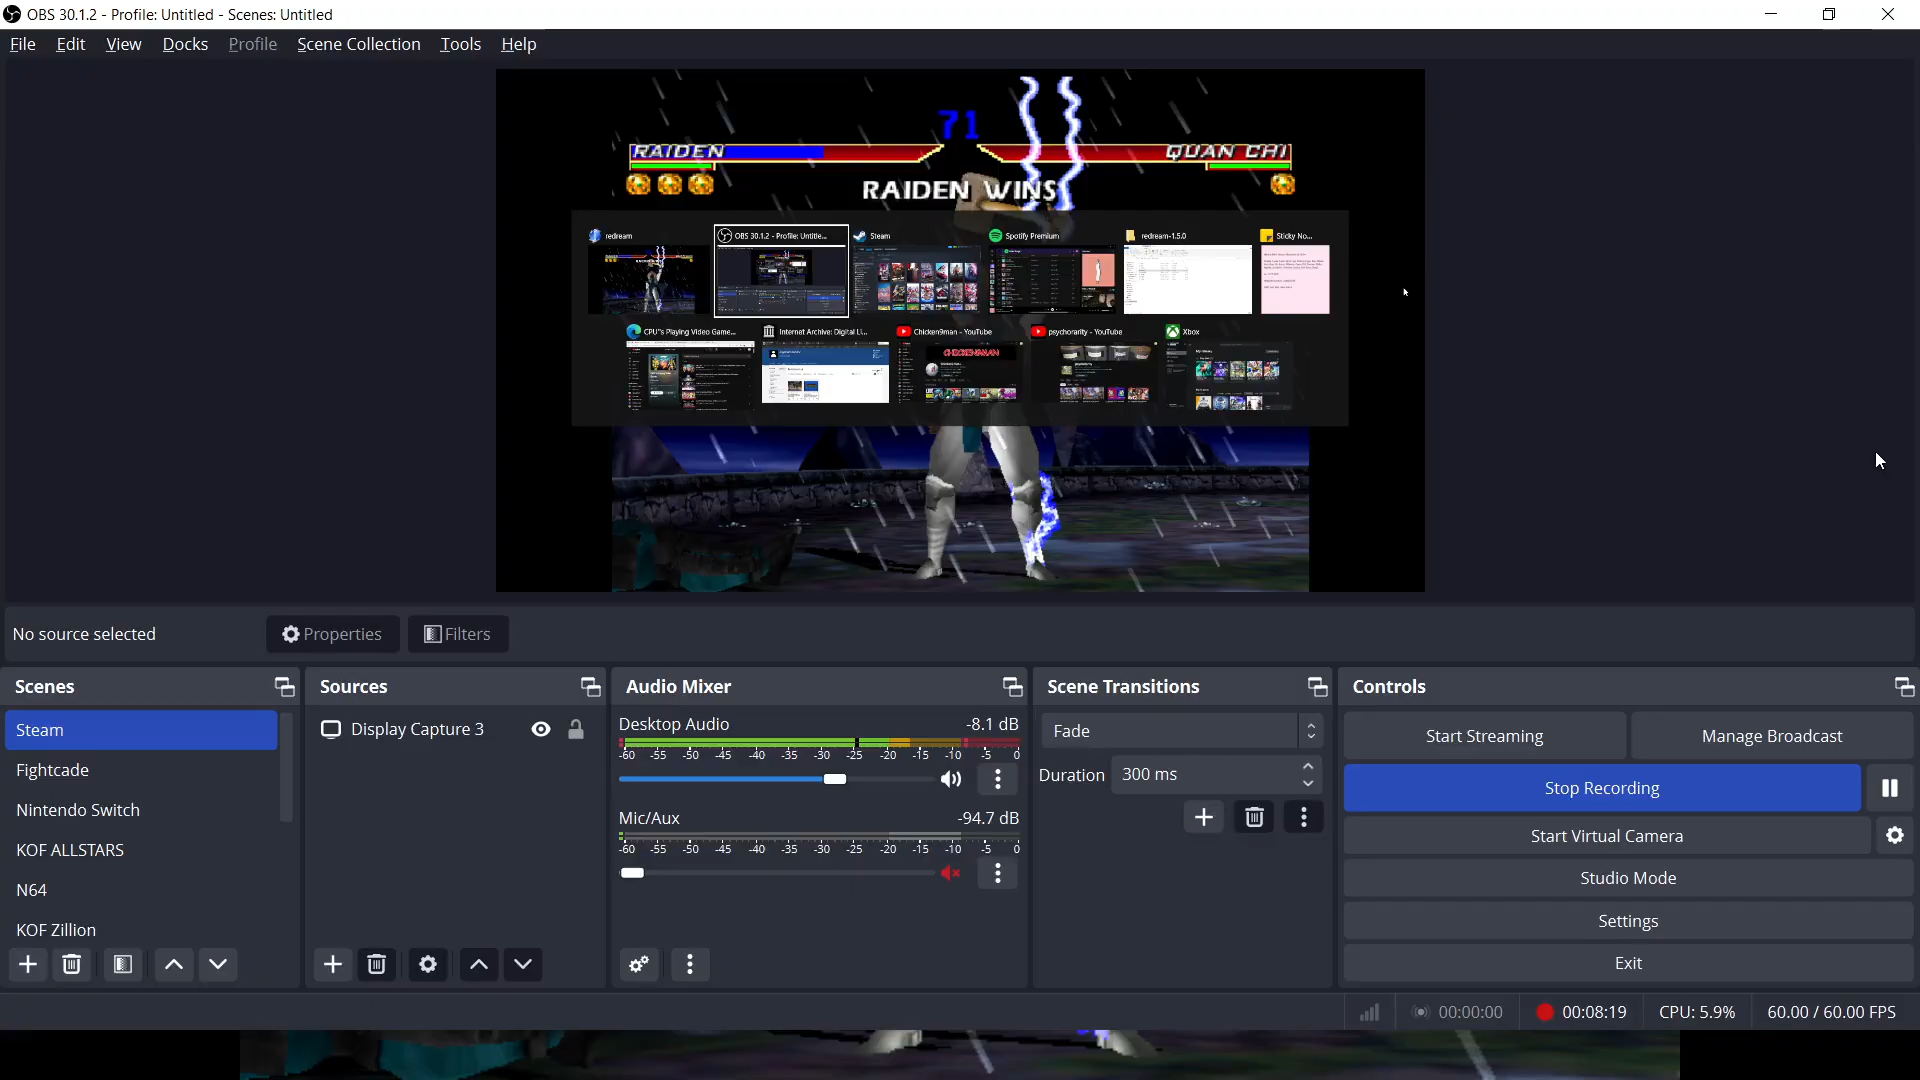 OBS 30.1.2 - Profile: Untitled - Scenes: Untitled
File Edit View Docks Profile Scene Collection Tools Help
71
RAIDEN QUAN CHI
RAIDEN WINS
redream OBS 30.1.2 - Profile: Untitle... Steam Spotify Premium redream-1.5.0 Sticky No...
CPU"s Playing Video Game... Internet Archive: Digital Li... Chicken9man - YouTube psychorarity - YouTube Xbox
CHICKEN9MAN
No source selected Properties Filters
Scenes Sources Audio Mixer Scene Transitions Controls
Steam
Fightcade
Nintendo Switch
KOF ALLSTARS
N64
KOF Zillion
Display Capture 3
Desktop Audio -8.1 dB
-60 -55 -50 -45 -40 -35 -30 -25 -20 -15 -10 -5 0
Mic/Aux -94.7 dB
-60 -55 -50 -45 -40 -35 -30 -25 -20 -15 -10 -5 0
Fade
Duration 300 ms
Start Streaming Manage Broadcast
Stop Recording
Start Virtual Camera
Studio Mode
Settings
Exit
00:00:00 00:08:19 CPU: 5.9% 60.00 / 60.00 FPS